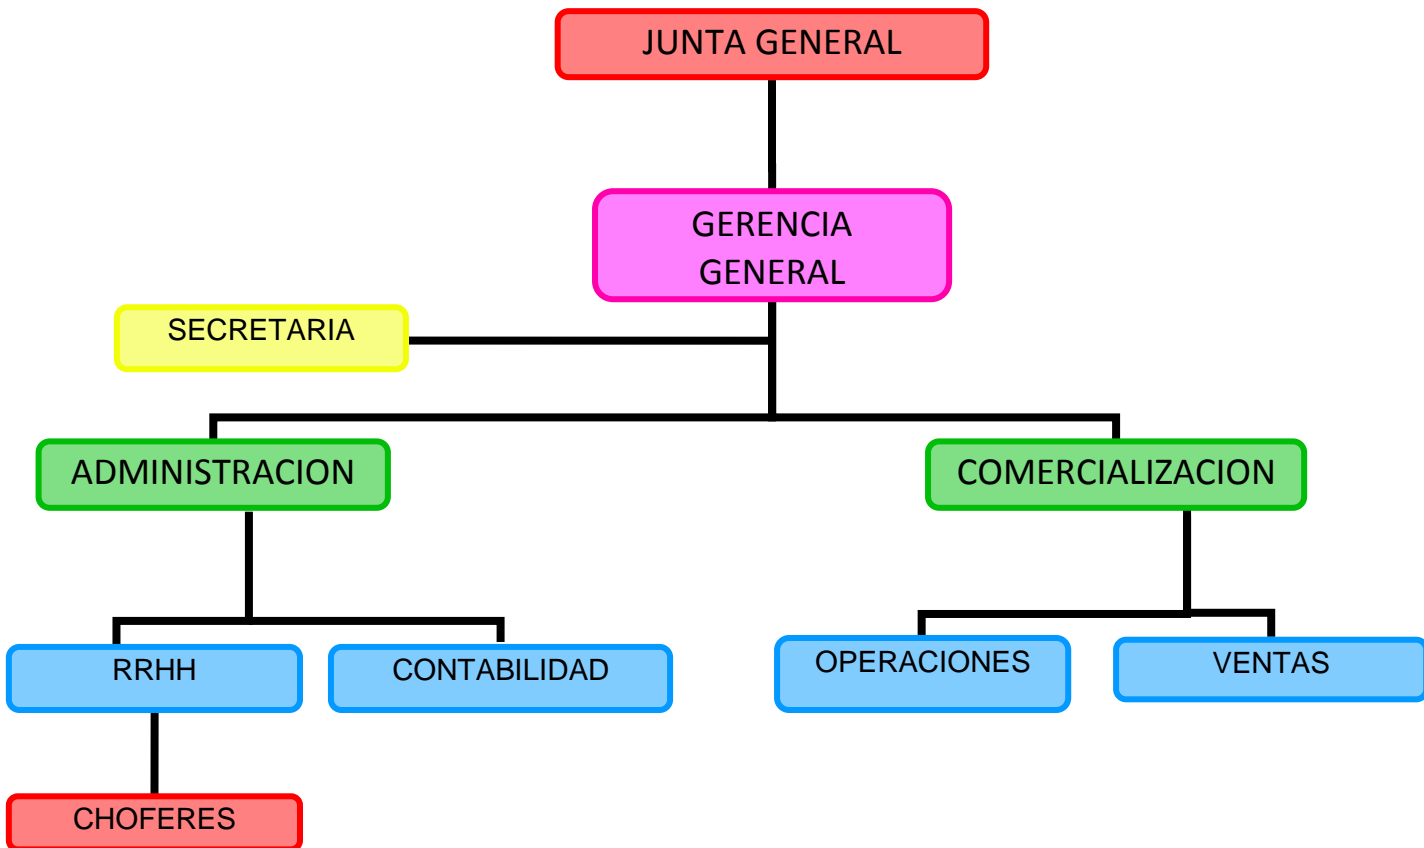 JUNTA GENERAL
GERENCIA
GENERAL
SECRETARIA
ADMINISTRACION
COMERCIALIZACION
RRHH
CONTABILIDAD
OPERACIONES
VENTAS
CHOFERES